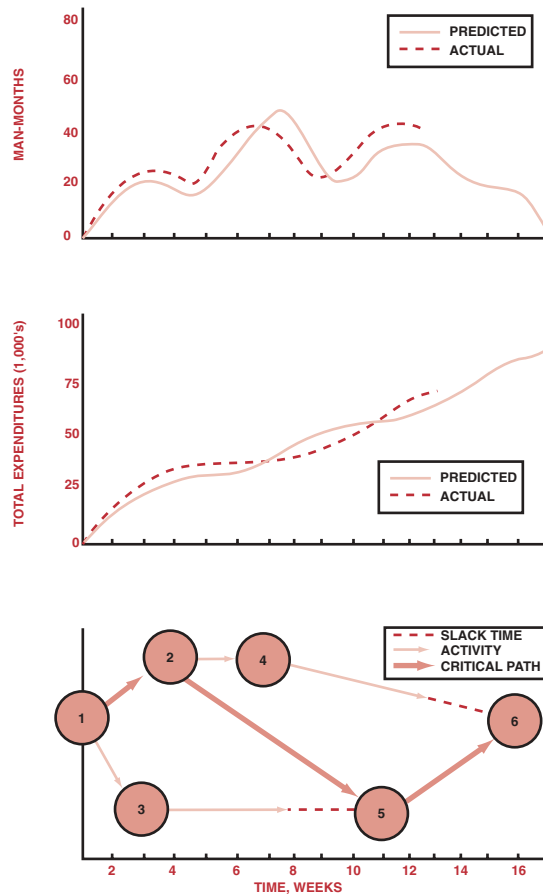 80
PREDICTED
ACTUAL
60
MAN-MONTHS
40
20
0
TOTAL EXPENDITURES (1,000's)
100
75
50
25
PREDICTED
ACTUAL
0
SLACK TIME
ACTIVITY
CRITICAL PATH
2
4
1
6
3
5
2 4 6 8 10 12 14 16
TIME, WEEKS